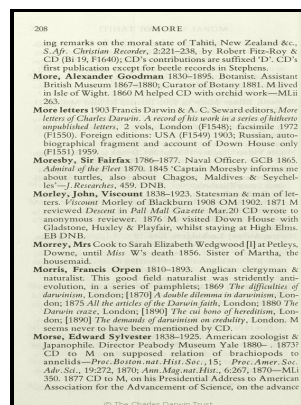 208 MORE
ing remarks on the moral state of Tahiti, New Zealand &c.,
S.Afr. Christian Recorder, 2:221-238, by Robert Fitz-Roy &
CD (Bi 19, F1640); CD's contributions are suffixed 'D'. CD's
first publication except for beetle records in Stephens.
More, Alexander Goodman 1830-1895. Botanist. Assistant
British Museum 1867-1880; Curator of Botany 1881. M lived
in Isle of Wight. 1860 M helped CD with orchid work—MLi
263.
More letters 1903 Francis Darwin & A. C. Seward editors, More
letters of Charles Darwin. A record of his work in a series of hitherto
unpublished letters, 2 vols, London (F1548); facsimile 1972
(F1550). Foreign editions: USA (F1549) 1903; Russian, auto-
biographical fragment and account of Down House only
(F1551) 1959.
Moresby, Sir Fairfax 1786-1877. Naval Officer. GCB 1865.
Admiral of the Fleet 1870. 1845 'Captain Moresby informs me
about turtles, also about Chagos, Maldives & Seychel-
les'—J.Researches, 459. DNB.
Morley, John, Viscount 1838-1923. Statesman & man of let-
ters. Viscount Morley of Blackburn 1908 OM 1902. 1871 M
reviewed Descent in Pall Mall Gazette Mar.20 CD wrote to
anonymous reviewer. 1876 M visited Down House with
Gladstone, Huxley & Playfair, whilst staying at High Elms.
EB DNB.
Morrey, Mrs Cook to Sarah Elizabeth Wedgwood [I] at Petleys,
Downe, until Miss W's death 1856. Sister of Martha, the
housemaid.
Morris, Francis Orpen 1810-1893. Anglican clergyman &
naturalist. This good field naturalist was stridently anti-
evolution, in a series of pamphlets; 1869 The difficulties of
darwinism, London; [1870] A double dilemma in darwinism, Lon-
don; 1875 All the articles of the Darwin faith, London; 1880 The
Darwin craze, London; [1890] The cui bono of hereditism, Lon-
don; [1890] The demands of darwinism on credulity, London. M
seems never to have been mentioned by CD.
Morse, Edward Sylvester 1838-1925. American zoologist &
Japanophile. Director Peabody Museum Yale 1880- . 1873?
CD to M on supposed relation of brachiopods to
annelids—Proc.Boston.nat.Hist.Soc., 15; Proc.Amer.Soc.
Adv.Sci., 19:272, 1870; Ann.Mag.nat.Hist., 6:267, 1870—MLi
350. 1877 CD to M, on his Presidential Address to American
Association for the Advancement of Science, on the advance
© The Charles Darwin Trust